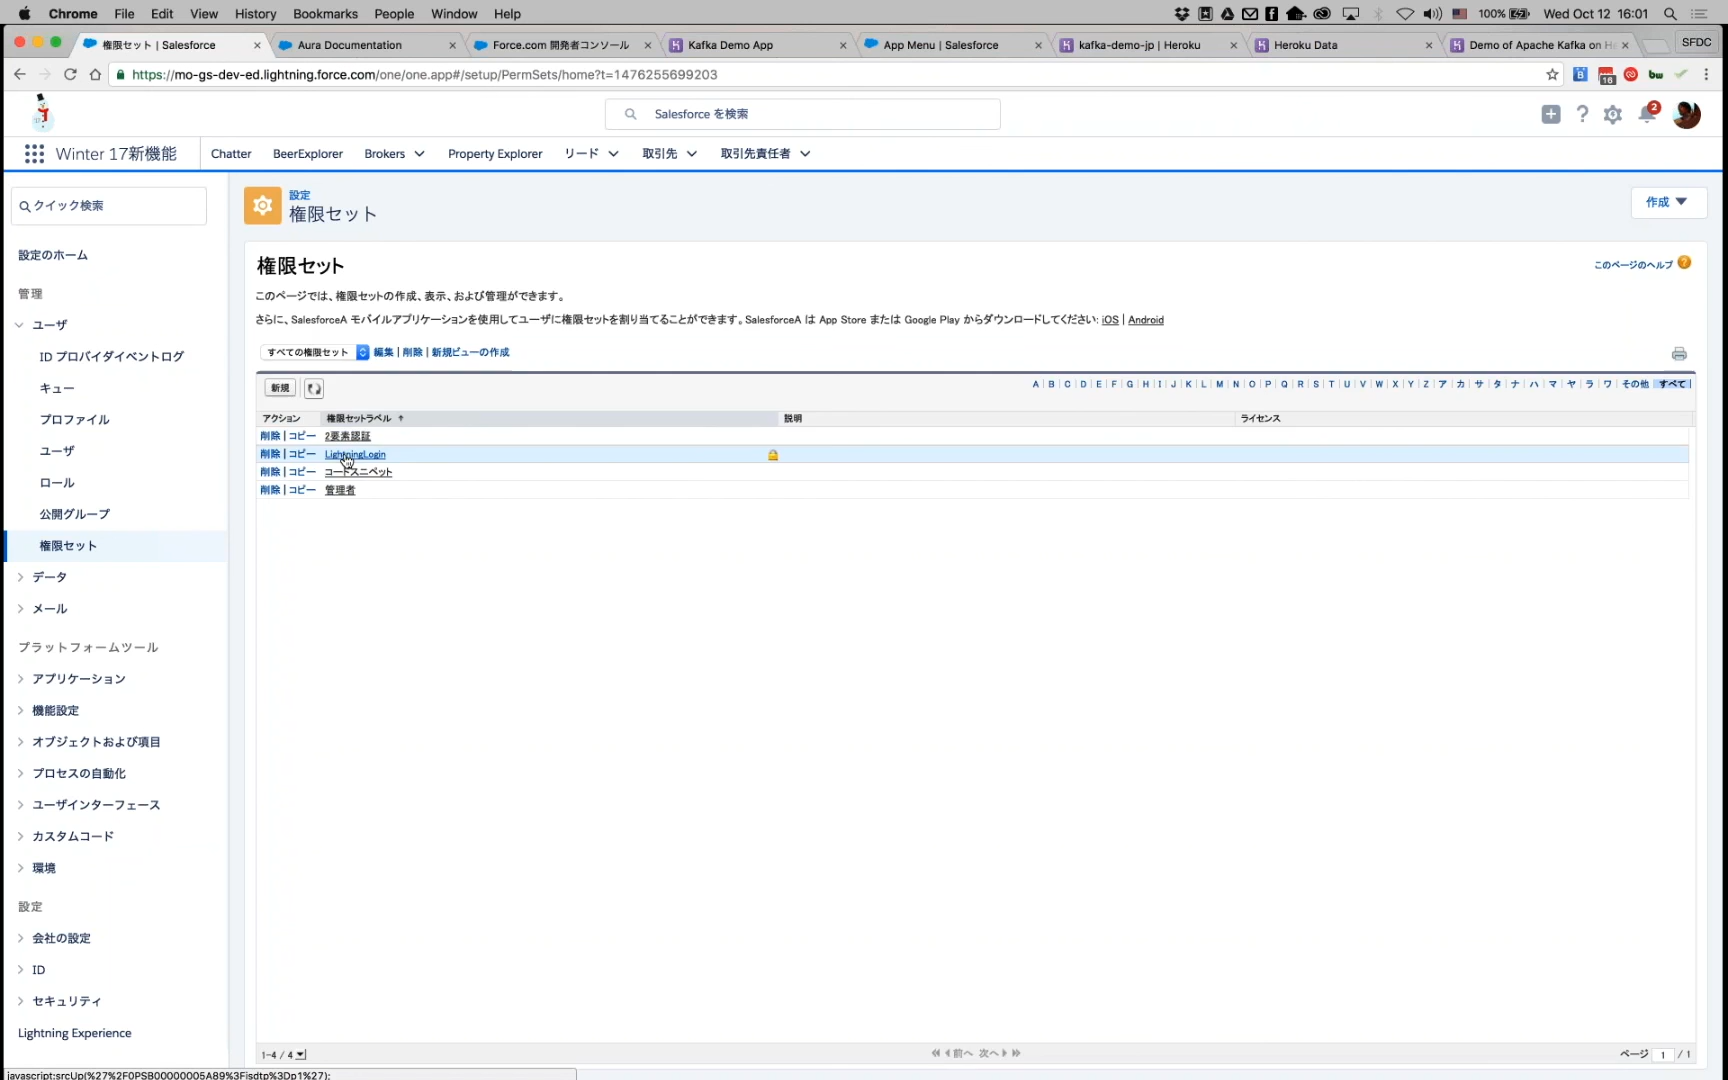 Chrome File Edit View History Bookmarks People Window Help 100% Wed Oct 12 16:01
権限セット | Salesforce Aura Documentation Force.com 開発者コンソール Kafka Demo App App Menu | Salesforce kafka-demo-jp | Heroku Heroku Data Demo of Apache Kafka on He SFDC
https://mo-gs-dev-ed.lightning.force.com/one/one.app#/setup/PermSets/home?t=1476255699203 16 bw
Salesforce を検索 2
Winter 17新機能 Chatter BeerExplorer Brokers Property Explorer リード 取引先 取引先責任者
クイック検索
設定のホーム
管理
ユーザ
ID プロバイダイベントログ
キュー
プロファイル
ユーザ
ロール
公開グループ
権限セット
データ
メール
プラットフォームツール
アプリケーション
機能設定
オブジェクトおよび項目
プロセスの自動化
ユーザインターフェース
カスタムコード
環境
設定
会社の設定
ID
セキュリティ
Lightning Experience
設定
権限セット
作成
権限セット
このページのヘルプ
このページでは、権限セットの作成、表示、および管理ができます。
さらに、SalesforceA モバイルアプリケーションを使用してユーザに権限セットを割り当てることができます。SalesforceA は App Store または Google Play からダウンロードしてください: iOS | Android
すべての権限セット 編集 | 削除 | 新規ビューの作成
新規 A | B | C | D | E | F | G | H | I | J | K | L | M | N | O | P | Q | R | S | T | U | V | W | X | Y | Z | ア | カ | サ | タ | ナ | ハ | マ | ヤ | ラ | ワ | その他 | すべて |
アクション 権限セットラベル ↑ 説明 ライセンス
削除 | コピー 2要素認証
削除 | コピー LightningLogin
削除 | コピー コードスニペット
削除 | コピー 管理者
1-4 / 4 前へ 次へ ページ 1 / 1
javascript:srcUp(%27%2F0PSB00000005A89%3Fisdtp%3Dp1%27);